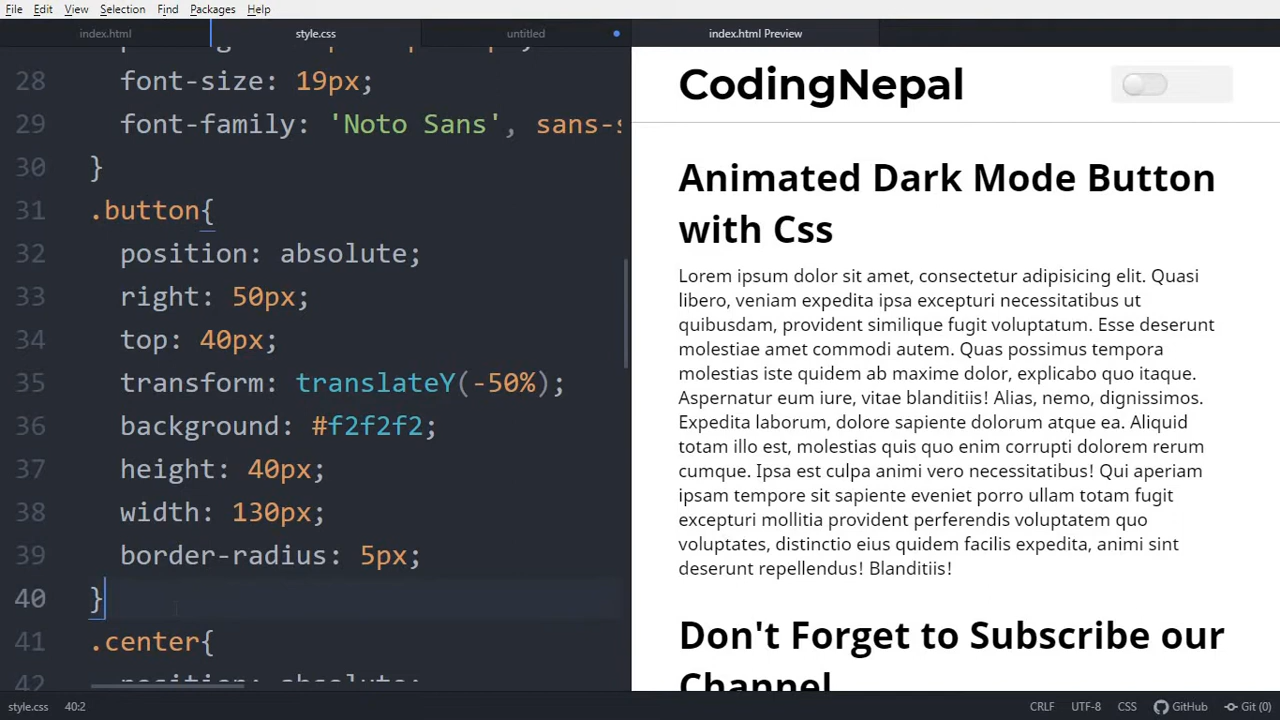 File Edit View Selection Find Packages Help
index.html style.css untitled index.html Preview
28 font-size: 19px;
29 font-family: 'Noto Sans', sans-s
30 }
31 .button{
32 position: absolute;
33 right: 50px;
34 top: 40px;
35 transform: translateY(-50%);
36 background: #f2f2f2;
37 height: 40px;
38 width: 130px;
39 border-radius: 5px;
40 }
41 .center{
42 position: absolute;
CodingNepal
Animated Dark Mode Button
with Css
Lorem ipsum dolor sit amet, consectetur adipisicing elit. Quasi
libero, veniam expedita ipsa excepturi necessitatibus ut
quibusdam, provident similique fugit voluptatum. Esse deserunt
molestiae amet commodi autem. Quas possimus tempora
molestias iste quidem ab maxime dolor, explicabo quo itaque.
Aspernatur eum iure, vitae blanditiis! Alias, nemo, dignissimos.
Expedita laborum, dolore sapiente dolorum atque ea. Aliquid
totam illo est, molestias quis quo enim corrupti dolorem rerum
cumque. Ipsa est culpa animi vero necessitatibus! Qui aperiam
ipsam tempore sit sapiente eveniet porro ullam totam fugit
excepturi mollitia provident perferendis voluptatem quo
voluptates, distinctio eius quidem facilis expedita, animi sint
deserunt repellendus! Blanditiis!
Don't Forget to Subscribe our
Channel
style.css 40:2 CRLF UTF-8 CSS GitHub Git (0)